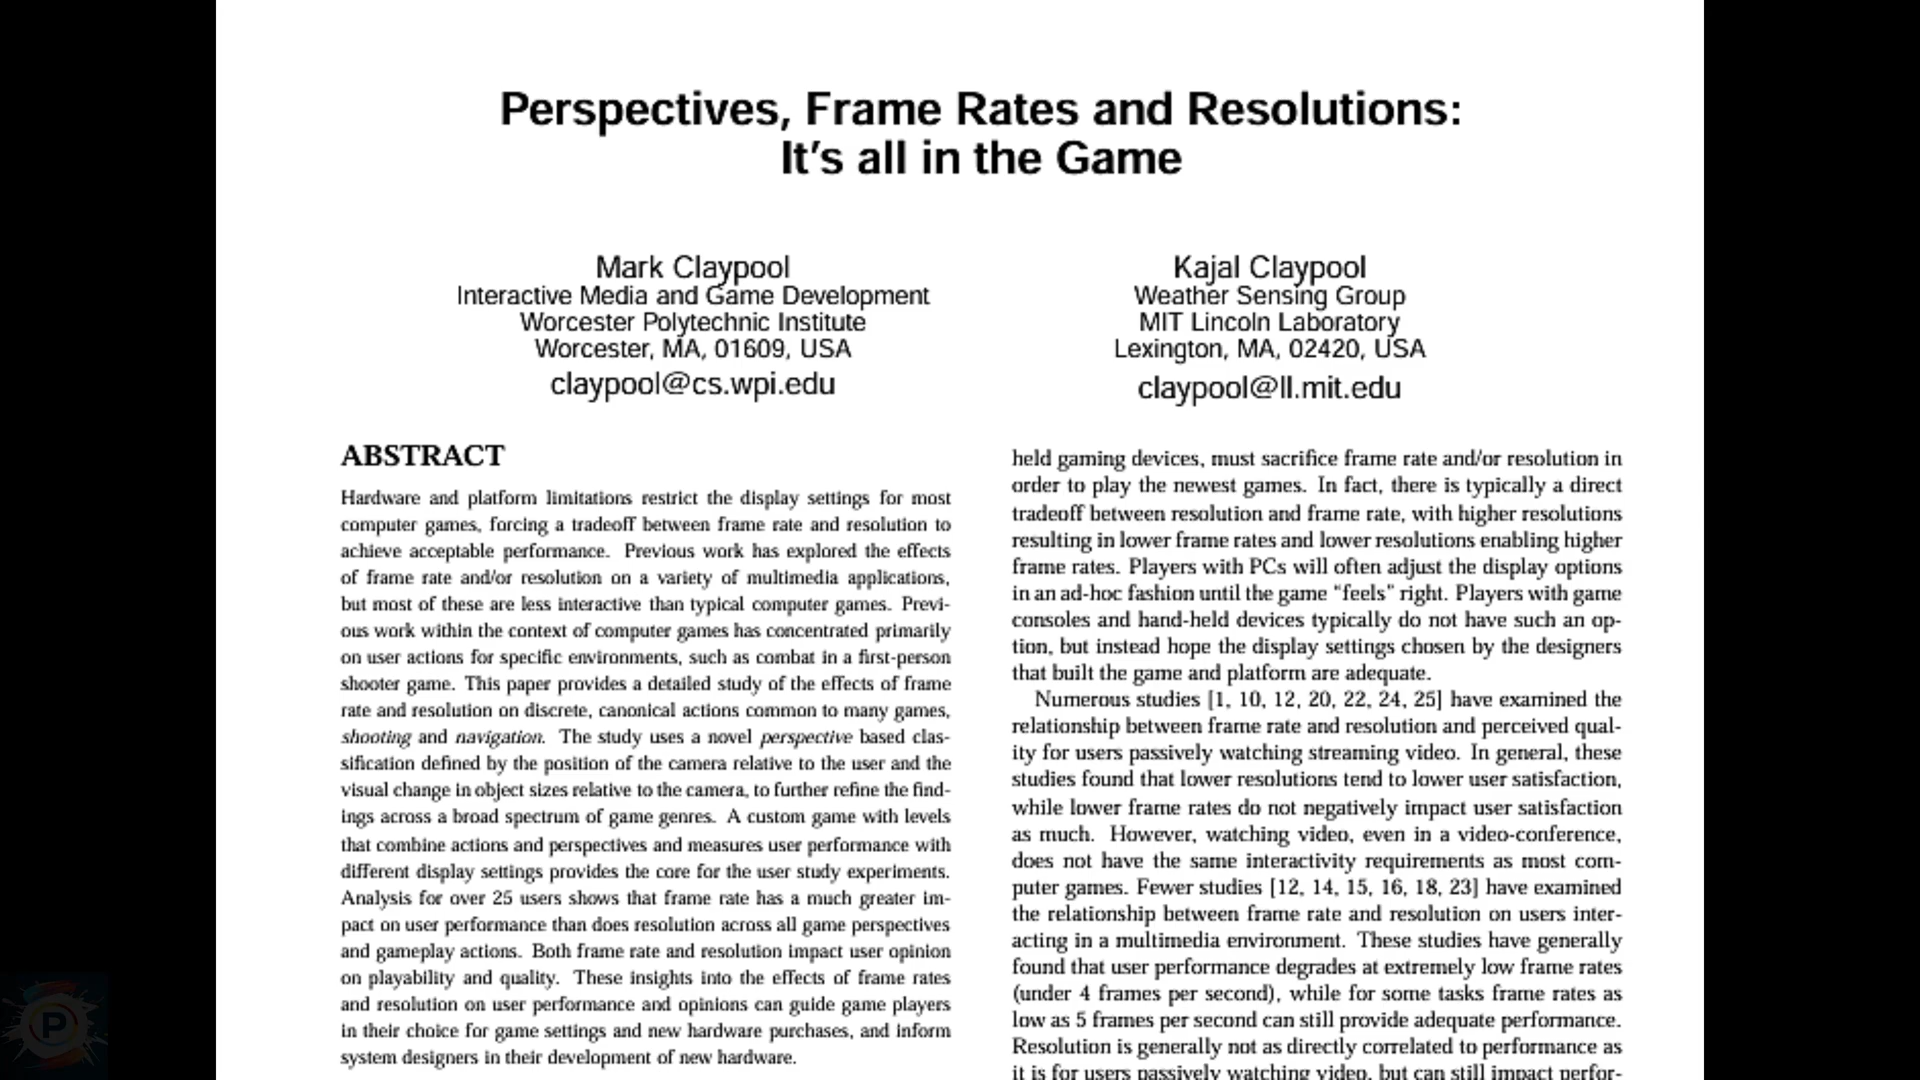 Perspectives, Frame Rates and Resolutions:
It's all in the Game
Mark Claypool
Interactive Media and Game Development
Worcester Polytechnic Institute
Worcester, MA, 01609, USA
claypool@cs.wpi.edu
Kajal Claypool
Weather Sensing Group
MIT Lincoln Laboratory
Lexington, MA, 02420, USA
claypool@ll.mit.edu
ABSTRACT
Hardware and platform limitations restrict the display settings for most
computer games, forcing a tradeoff between frame rate and resolution to
achieve acceptable performance. Previous work has explored the effects
of frame rate and/or resolution on a variety of multimedia applications,
but most of these are less interactive than typical computer games. Previ-
ous work within the context of computer games has concentrated primarily
on user actions for specific environments, such as combat in a first-person
shooter game. This paper provides a detailed study of the effects of frame
rate and resolution on discrete, canonical actions common to many games,
shooting and navigation. The study uses a novel perspective based clas-
sification defined by the position of the camera relative to the user and the
visual change in object sizes relative to the camera, to further refine the find-
ings across a broad spectrum of game genres. A custom game with levels
that combine actions and perspectives and measures user performance with
different display settings provides the core for the user study experiments.
Analysis for over 25 users shows that frame rate has a much greater im-
pact on user performance than does resolution across all game perspectives
and gameplay actions. Both frame rate and resolution impact user opinion
on playability and quality. These insights into the effects of frame rates
and resolution on user performance and opinions can guide game players
in their choice for game settings and new hardware purchases, and inform
system designers in their development of new hardware.
held gaming devices, must sacrifice frame rate and/or resolution in
order to play the newest games. In fact, there is typically a direct
tradeoff between resolution and frame rate, with higher resolutions
resulting in lower frame rates and lower resolutions enabling higher
frame rates. Players with PCs will often adjust the display options
in an ad-hoc fashion until the game “feels” right. Players with game
consoles and hand-held devices typically do not have such an op-
tion, but instead hope the display settings chosen by the designers
that built the game and platform are adequate.
Numerous studies [1, 10, 12, 20, 22, 24, 25] have examined the
relationship between frame rate and resolution and perceived qual-
ity for users passively watching streaming video. In general, these
studies found that lower resolutions tend to lower user satisfaction,
while lower frame rates do not negatively impact user satisfaction
as much. However, watching video, even in a video-conference,
does not have the same interactivity requirements as most com-
puter games. Fewer studies [12, 14, 15, 16, 18, 23] have examined
the relationship between frame rate and resolution on users inter-
acting in a multimedia environment. These studies have generally
found that user performance degrades at extremely low frame rates
(under 4 frames per second), while for some tasks frame rates as
low as 5 frames per second can still provide adequate performance.
Resolution is generally not as directly correlated to performance as
it is for users passively watching video, but can still impact perfor-
P